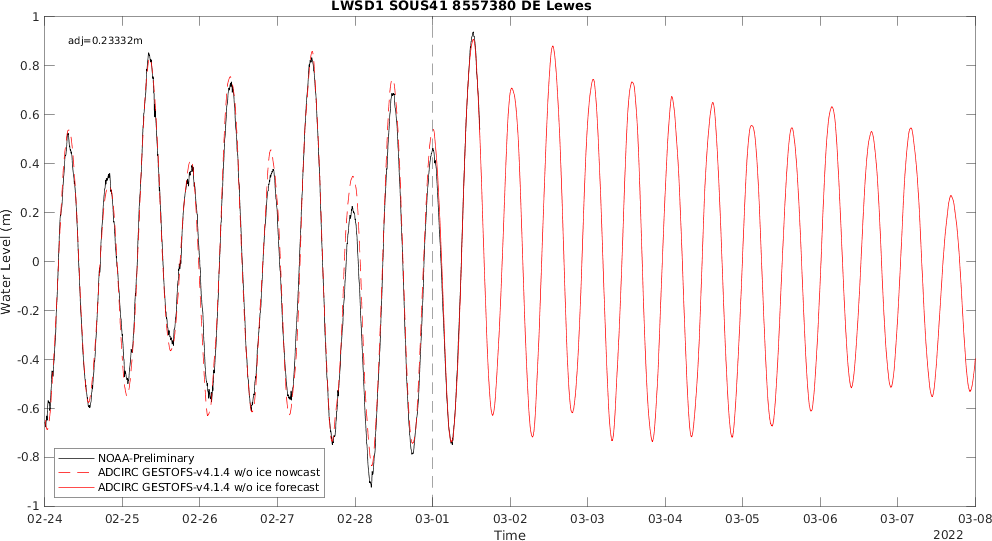 LWSD1 SOUS41 8557380 DE Lewes
adj=0.23332m
Water Level (m)
1
0.8
0.6
0.4
0.2
0
-0.2
-0.4
-0.6
-0.8
-1
NOAA-Preliminary
ADCIRC GESTOFS-v4.1.4 w/o ice nowcast
ADCIRC GESTOFS-v4.1.4 w/o ice forecast
02-24 02-25 02-26 02-27 02-28 03-01 03-02 03-03 03-04 03-05 03-06 03-07 03-08
Time
2022